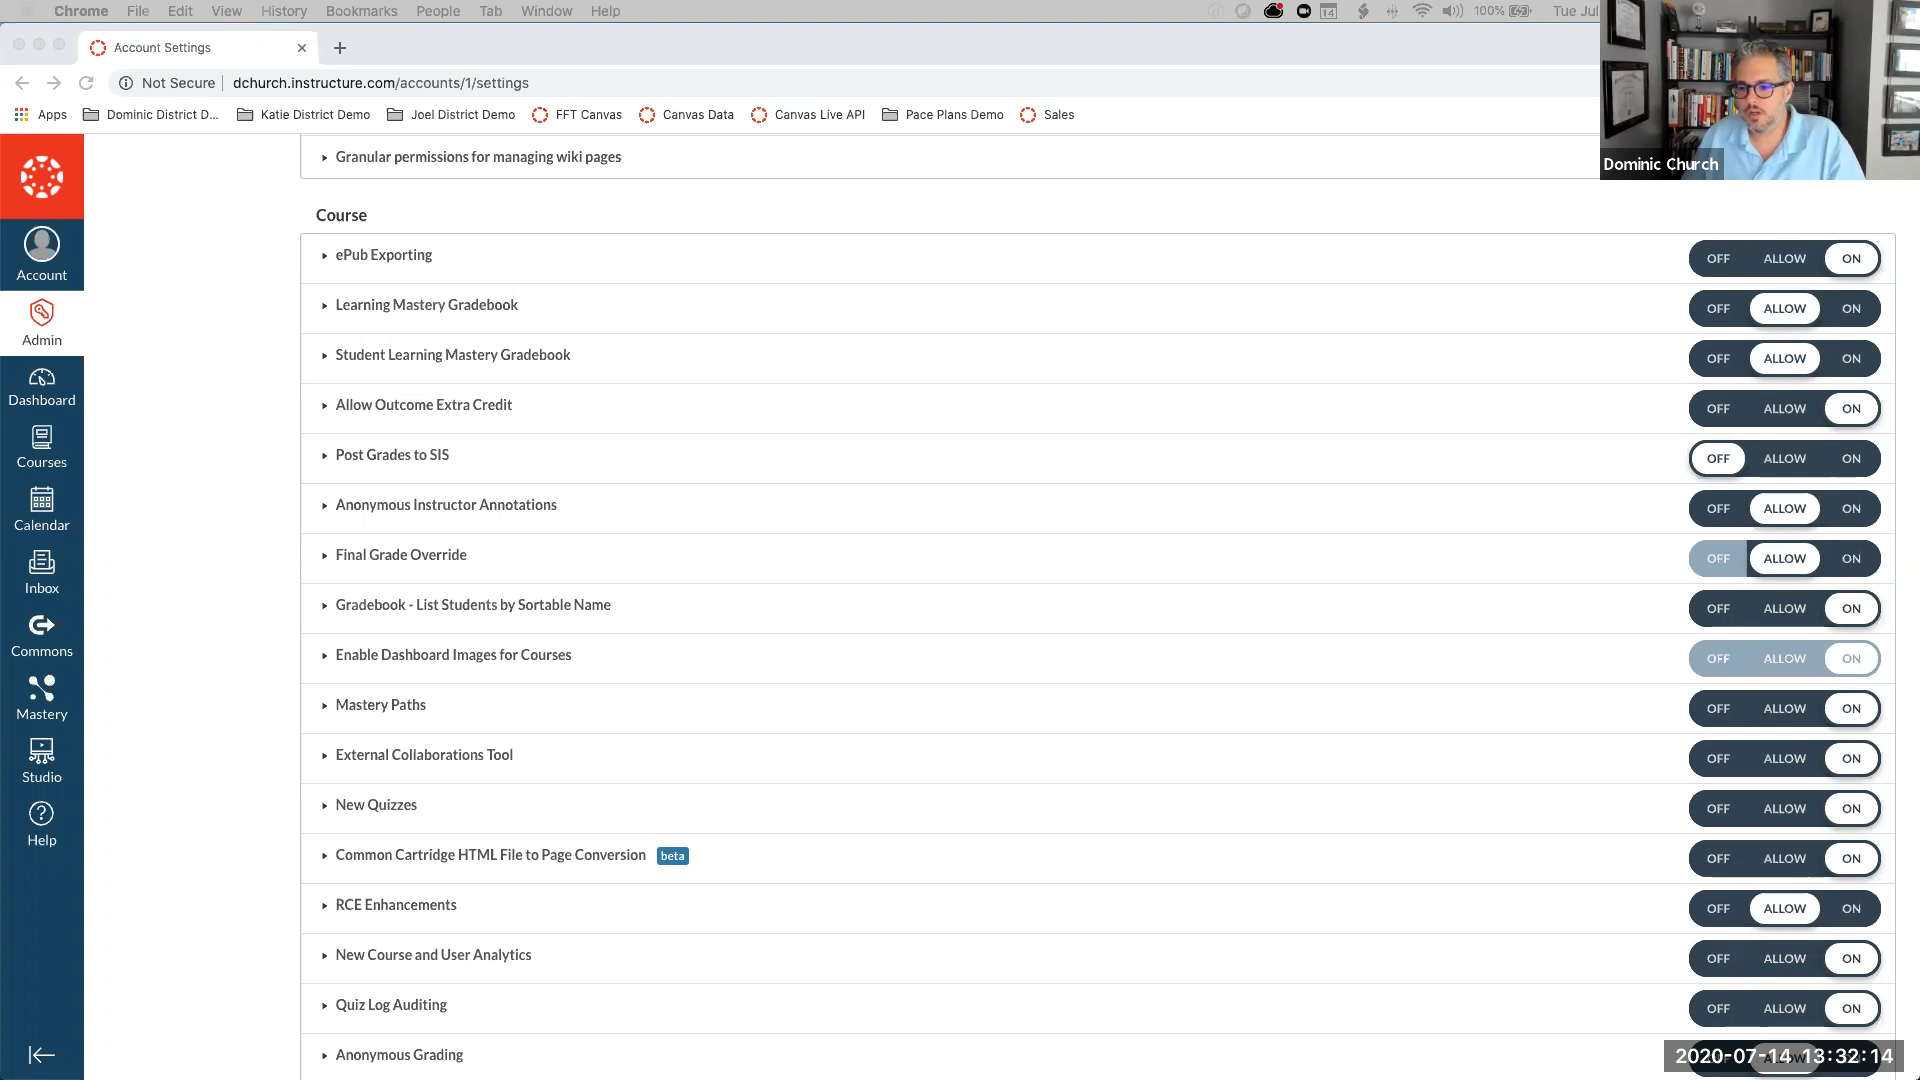 Chrome File Edit View History Bookmarks People Tab Window Help 14 100% Tue Jul
Account Settings
Not Secure dchurch.instructure.com/accounts/1/settings
Apps Dominic District D... Katie District Demo Joel District Demo FFT Canvas Canvas Data Canvas Live API Pace Plans Demo Sales
Dominic Church
Account
Admin
Dashboard
Courses
Calendar
Inbox
Commons
Mastery
Studio
Help
Granular permissions for managing wiki pages
Course
ePub Exporting OFF ALLOW ON
Learning Mastery Gradebook OFF ALLOW ON
Student Learning Mastery Gradebook OFF ALLOW ON
Allow Outcome Extra Credit OFF ALLOW ON
Post Grades to SIS OFF ALLOW ON
Anonymous Instructor Annotations OFF ALLOW ON
Final Grade Override OFF ALLOW ON
Gradebook - List Students by Sortable Name OFF ALLOW ON
Enable Dashboard Images for Courses OFF ALLOW ON
Mastery Paths OFF ALLOW ON
External Collaborations Tool OFF ALLOW ON
New Quizzes OFF ALLOW ON
Common Cartridge HTML File to Page Conversion beta OFF ALLOW ON
RCE Enhancements OFF ALLOW ON
New Course and User Analytics OFF ALLOW ON
Quiz Log Auditing OFF ALLOW ON
Anonymous Grading
2020-07-14 13:32:14